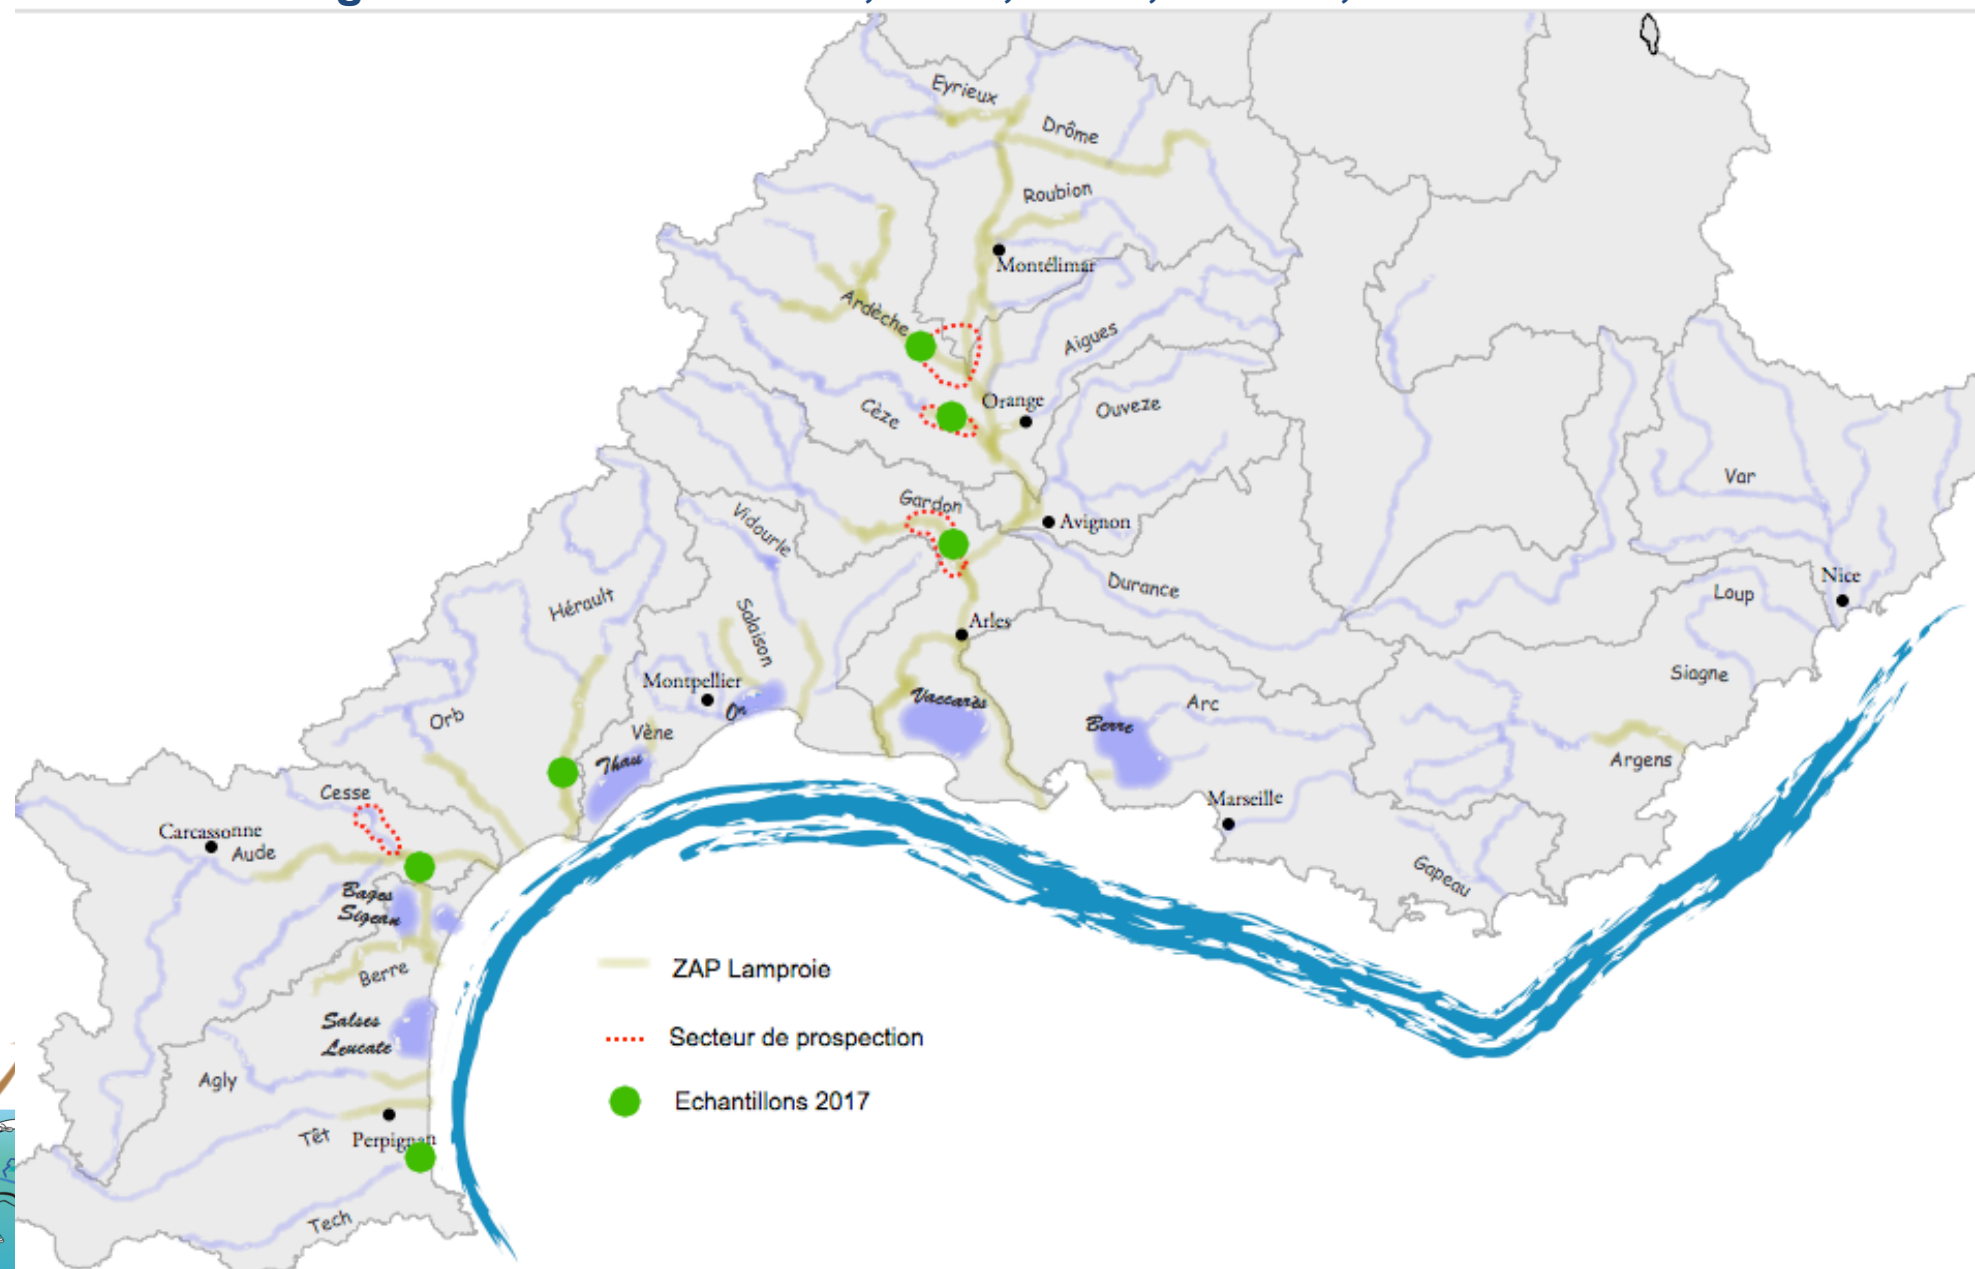 Eyrieux
Drôme
Roubion
Montélimar
Ardèche
Aigues
Orange
Cèze
Ouveze
Var
Gardon
Vidourle
Avignon
Nice
Durance
Loup
Hérault
Salaison
Arles
Siagne
Montpellier
Or
Vaccarès
Berre
Arc
Orb
Vène
Thau
Argens
Cesse
Marseille
Carcassonne
Aude
Gapeau
Bages
Sigean
Berre
ZAP Lamproie
Salses
Leucate
Secteur de prospection
Agly
Echantillons 2017
Têt
Perpignan
Tech